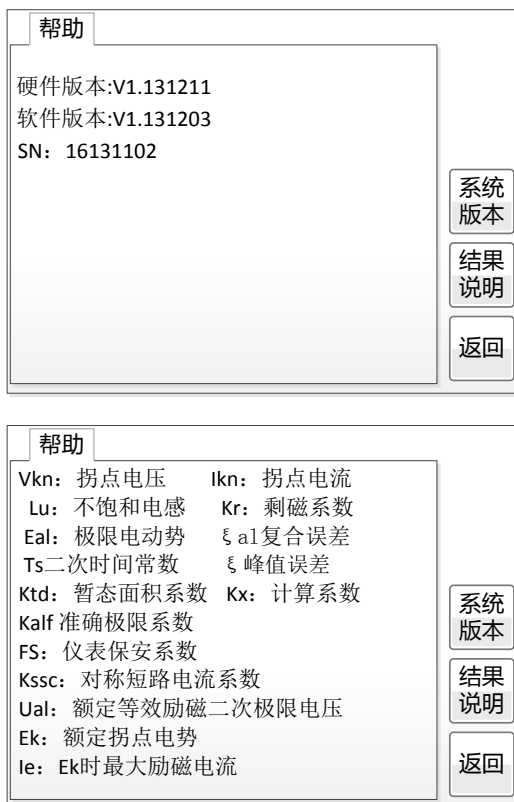 帮助
硬件版本:V1.131211
软件版本:V1.131203
SN：16131102
系统
版本
结果
说明
返回
帮助
Vkn：拐点电压 Ikn：拐点电流
Lu：不饱和电感 Kr：剩磁系数
Eal：极限电动势 ξal复合误差
Ts二次时间常数 ξ峰值误差
Ktd：暂态面积系数 Kx：计算系数
Kalf 准确极限系数
FS：仪表保安系数
Kssc：对称短路电流系数
Ual：额定等效励磁二次极限电压
Ek：额定拐点电势
Ie：Ek时最大励磁电流
系统
版本
结果
说明
返回